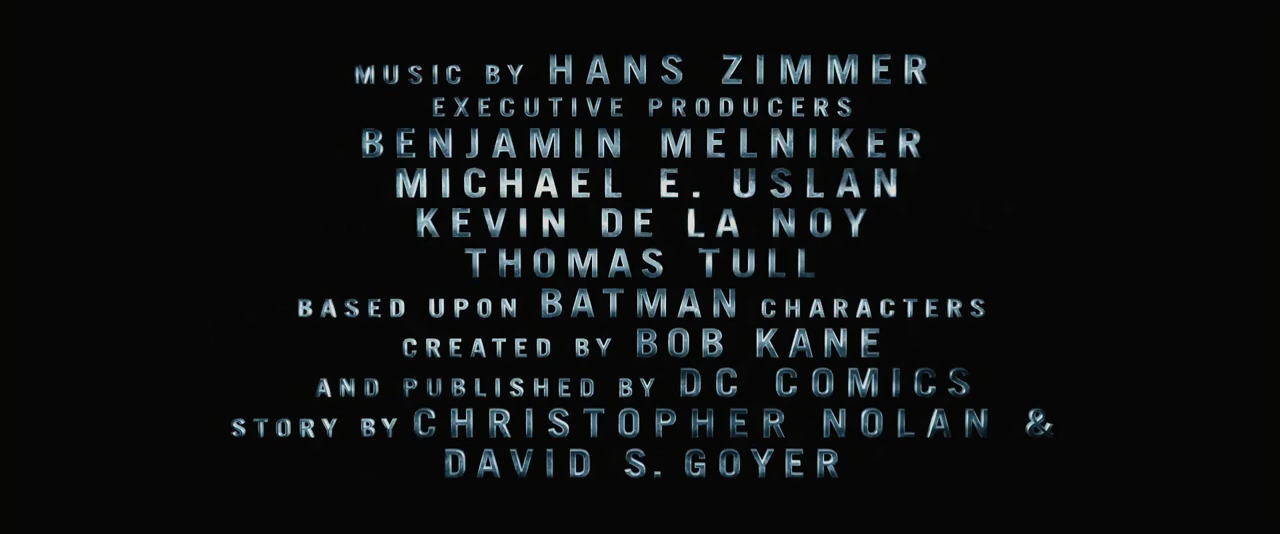 MUSIC BY HANS ZIMMER
EXECUTIVE PRODUCERS
BENJAMIN MELNIKER
MICHAEL E. USLAN
KEVIN DE LA NOY
THOMAS TULL
BASED UPON BATMAN CHARACTERS
CREATED BY BOB KANE
AND PUBLISHED BY DC COMICS
STORY BY CHRISTOPHER NOLAN &
DAVID S. GOYER